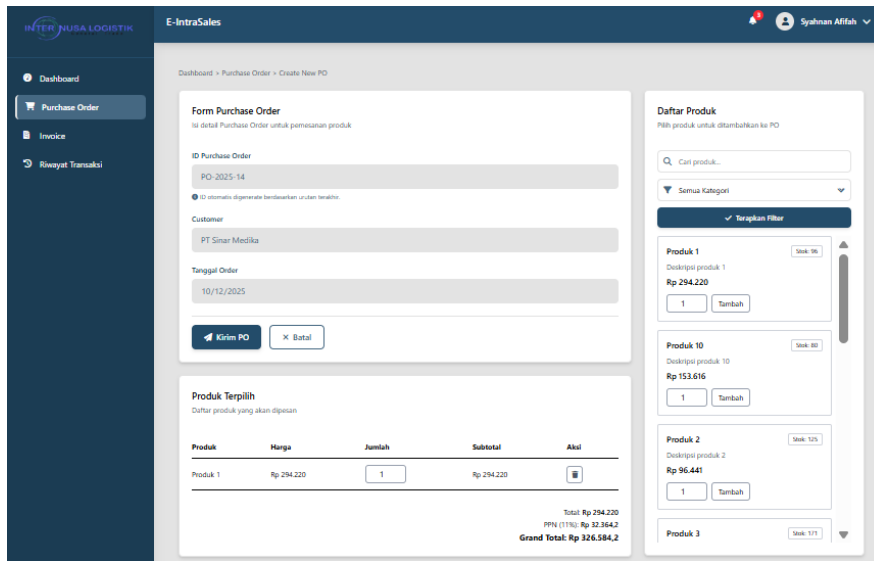 INTER NUSA LOGISTIK
E-IntraSales
3
Syahnan Afifah
Dashboard
Purchase Order
Invoice
Riwayat Transaksi
Dashboard > Purchase Order > Create New PO
Form Purchase Order
Isi detail Purchase Order untuk pemesanan produk
ID Purchase Order
PO-2025-14
ID otomatis digenerate berdasarkan urutan terakhir.
Customer
PT Sinar Medika
Tanggal Order
10/12/2025
Kirim PO
Batal
Produk Terpilih
Daftar produk yang akan dipesan
Produk Harga Jumlah Subtotal Aksi
Produk 1 Rp 294.220 1 Rp 294.220
Total: Rp 294.220
PPN (11%): Rp 32.364,2
Grand Total: Rp 326.584,2
Daftar Produk
Pilih produk untuk ditambahkan ke PO
Cari produk...
Semua Kategori
Terapkan Filter
Produk 1 Stok: 96
Deskripsi produk 1
Rp 294.220
1 Tambah
Produk 10 Stok: 80
Deskripsi produk 10
Rp 153.616
1 Tambah
Produk 2 Stok: 125
Deskripsi produk 2
Rp 96.441
1 Tambah
Produk 3 Stok: 171